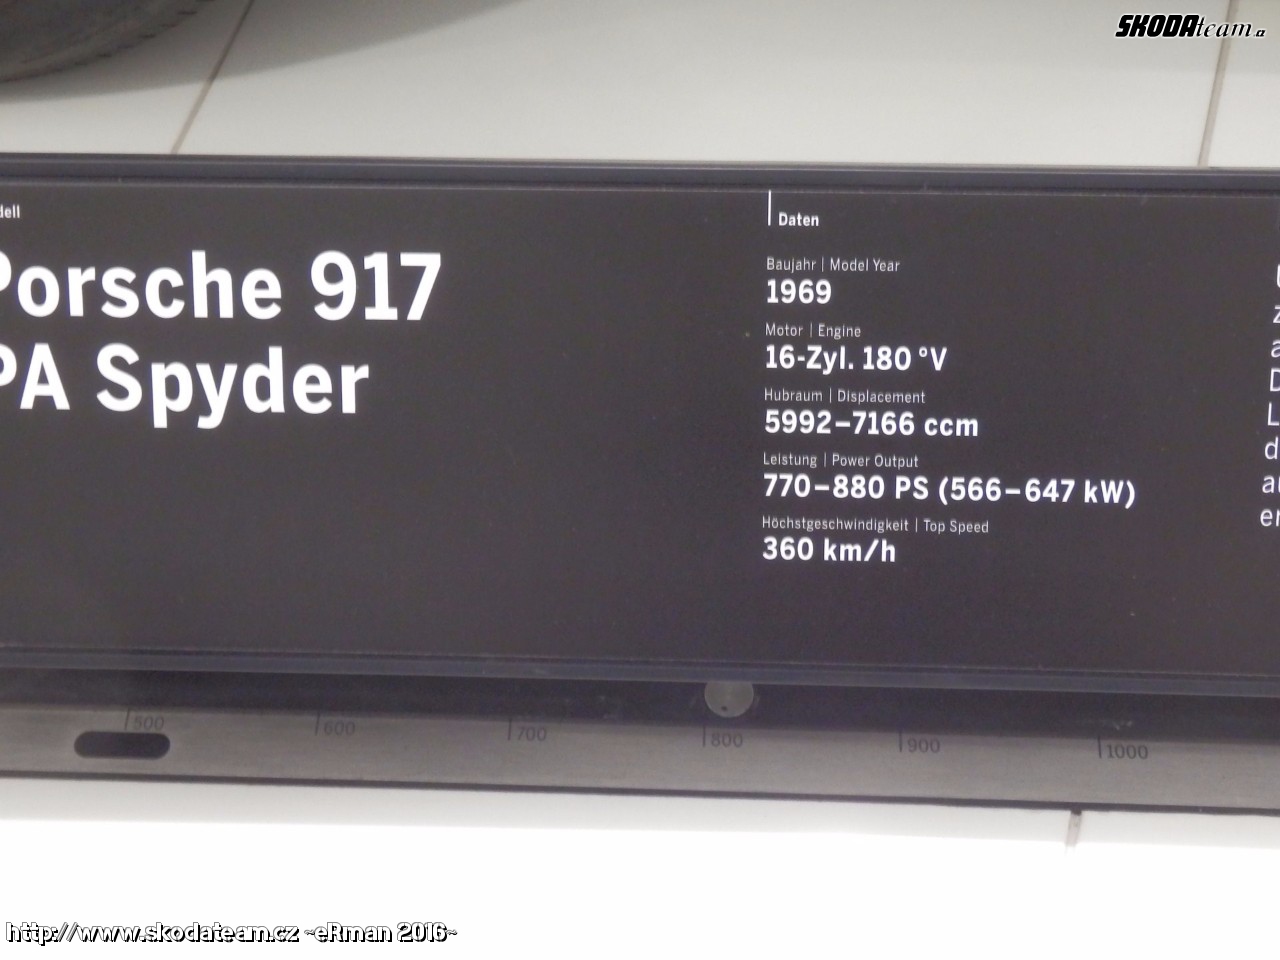 SKODAteam.cz
dell
Porsche 917
PA Spyder
Daten
Baujahr | Model Year
1969
Motor | Engine
16-Zyl. 180 °V
Hubraum | Displacement
5992–7166 ccm
Leistung | Power Output
770–880 PS (566–647 kW)
Höchstgeschwindigkeit | Top Speed
360 km/h
500 600 700 800 900 1000
http://www.skodateam.cz ~eRman 2016~